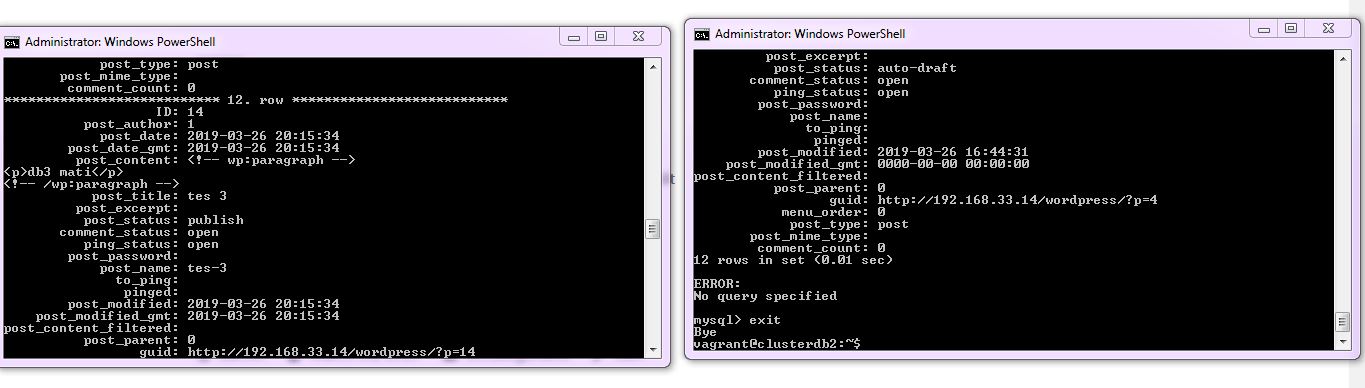 Administrator: Windows PowerShell
post_type: post
post_mime_type:
comment_count: 0
*************************** 12. row ***************************
ID: 14
post_author: 1
post_date: 2019-03-26 20:15:34
post_date_gmt: 2019-03-26 20:15:34
post_content: <!-- wp:paragraph -->
<p>db3 mati</p>
<!-- /wp:paragraph -->
post_title: tes 3
post_excerpt:
post_status: publish
comment_status: open
ping_status: open
post_password:
post_name: tes-3
to_ping:
pinged:
post_modified: 2019-03-26 20:15:34
post_modified_gmt: 2019-03-26 20:15:34
post_content_filtered:
post_parent: 0
guid: http://192.168.33.14/wordpress/?p=14
Administrator: Windows PowerShell
post_excerpt:
post_status: auto-draft
comment_status: open
ping_status: open
post_password:
post_name:
to_ping:
pinged:
post_modified: 2019-03-26 16:44:31
post_modified_gmt: 0000-00-00 00:00:00
post_content_filtered:
post_parent: 0
guid: http://192.168.33.14/wordpress/?p=4
menu_order: 0
post_type: post
post_mime_type:
comment_count: 0
12 rows in set (0.01 sec)
ERROR:
No query specified
mysql> exit
Bye
vagrant@clusterdb2:~$